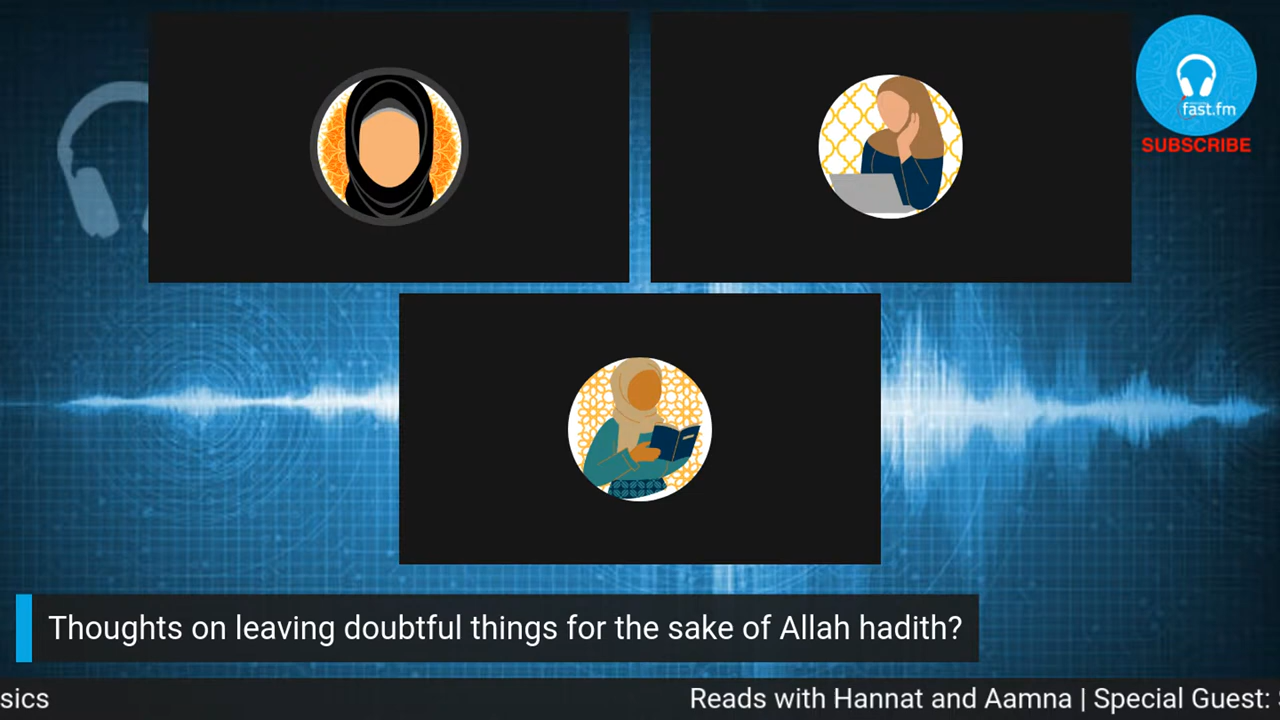 fast.fm
SUBSCRIBE
Thoughts on leaving doubtful things for the sake of Allah hadith?
sics
Reads with Hannat and Aamna | Special Guest: